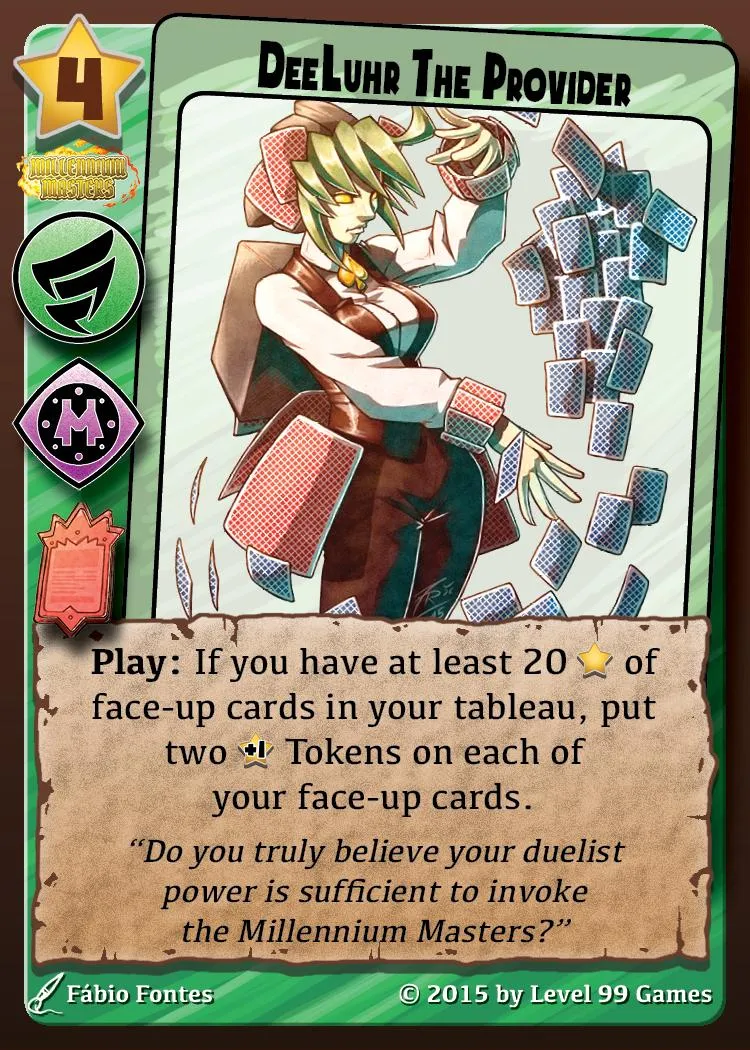 4
DeeLuhr The Provider
Millennium
Masters
M
Play: If you have at least 20 of
face-up cards in your tableau, put
two +1 Tokens on each of
your face-up cards.
“Do you truly believe your duelist
power is sufficient to invoke
the Millennium Masters?”
Fábio Fontes
© 2015 by Level 99 Games